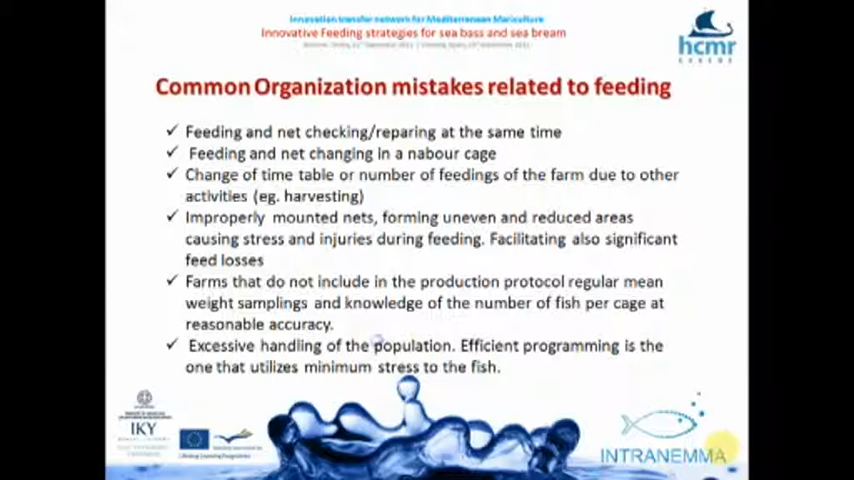 Innovation transfer network for Mediterranean Mariculture
Innovative Feeding strategies for sea bass and sea bream
hcmr
Common Organization mistakes related to feeding
✓ Feeding and net checking/reparing at the same time
✓ Feeding and net changing in a nabour cage
✓ Change of time table or number of feedings of the farm due to other
activities (eg. harvesting)
✓ Improperly mounted nets, forming uneven and reduced areas
causing stress and injuries during feeding. Facilitating also significant
feed losses
✓ Farms that do not include in the production protocol regular mean
weight samplings and knowledge of the number of fish per cage at
reasonable accuracy.
✓ Excessive handling of the population. Efficient programming is the
one that utilizes minimum stress to the fish.
IKY
INTRANEMMA